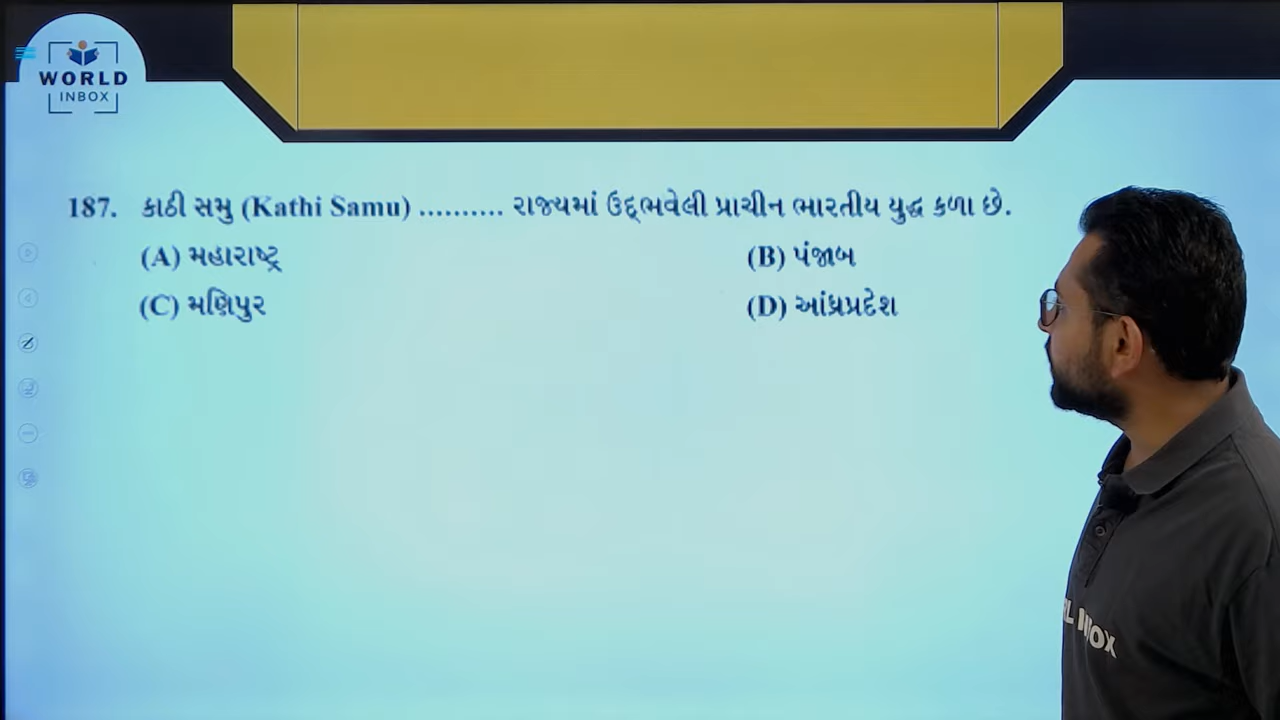 WORLD
INBOX
187. કાઠી સમુ (Kathi Samu) .......... રાજ્યમાં ઉદ્ભવેલી પ્રાચીન ભારતીય યુદ્ધ કળા છે.
(A) મહારાષ્ટ્ર (B) પંજાબ
(C) મણિપુર (D) આંધ્રપ્રદેશ